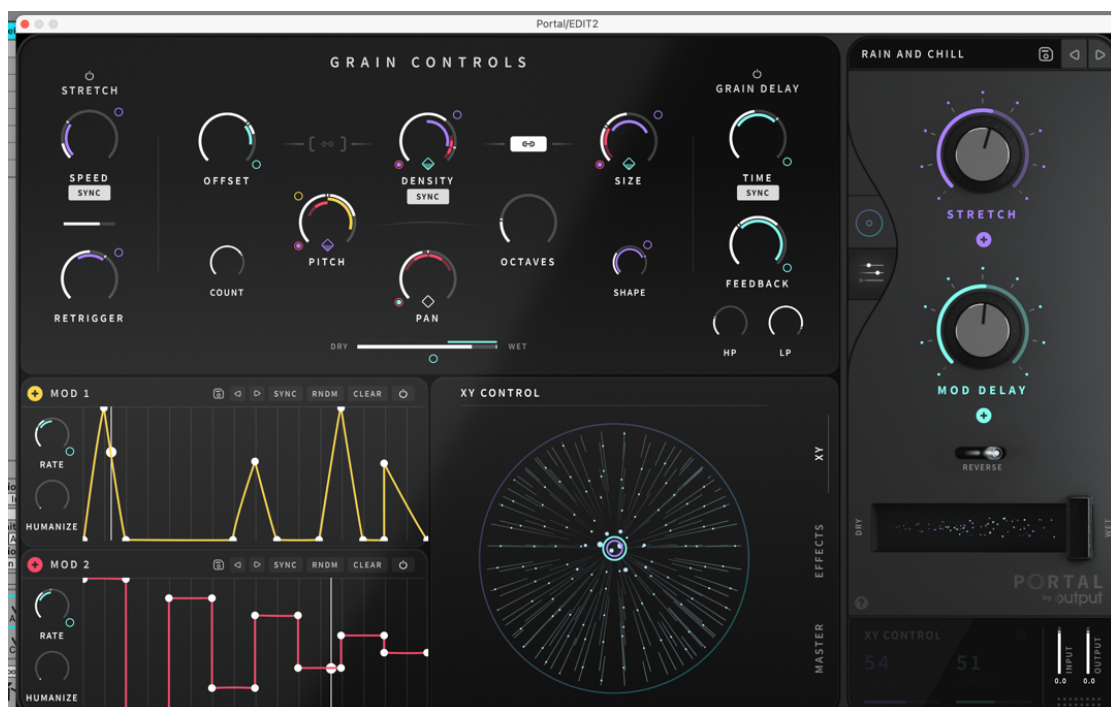 Portal/EDIT2
GRAIN CONTROLS
STRETCH
SPEED
SYNC
RETRIGGER
OFFSET
COUNT
PITCH
DENSITY
SYNC
PAN
OCTAVES
SIZE
SHAPE
GRAIN DELAY
TIME
SYNC
FEEDBACK
HP LP
DRY WET
MOD 1 SYNC RNDM CLEAR
RATE
HUMANIZE
MOD 2 SYNC RNDM CLEAR
RATE
HUMANIZE
XY CONTROL
XY
EFFECTS
MASTER
RAIN AND CHILL
STRETCH
MOD DELAY
REVERSE
DRY WET
PORTAL
by output
?
XY CONTROL
54 51
INPUT OUTPUT
0.0 0.0